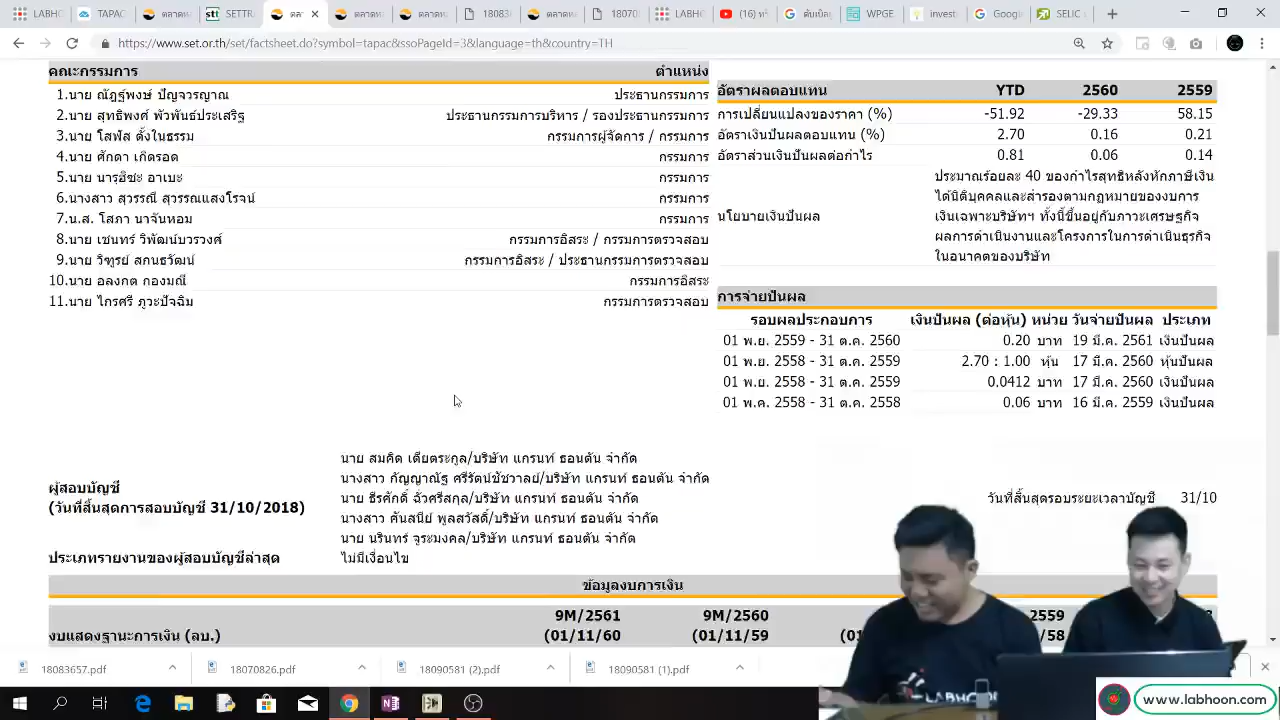 LABHO
TAPAC
ตลาดห
SETTRA
ตล
ตลาดห
ตลาดห
18083
ตลาดห
18070
LABHO
(16) ท
ดัมเบิล
WPGE
invest
Googl
SELIC
https://www.set.or.th/set/factsheet.do?symbol=tapac&ssoPageId=3&language=th&country=TH
คณะกรรมการ ตำแหน่ง
1.นาย ณัฎฐ์พงษ์ ปัญจวรญาณ ประธานกรรมการ
2.นาย สุทธิพงศ์ พัวพันธ์ประเสริฐ ประธานกรรมการบริหาร / รองประธานกรรมการ
3.นาย โสฬส ตั้งในธรรม กรรมการผู้จัดการ / กรรมการ
4.นาย ศักดา เกิดรอด กรรมการ
5.นาย นารุฮิซะ อาเบะ กรรมการ
6.นางสาว สุวรรณี สุวรรณแสงโรจน์ กรรมการ
7.น.ส. โสภา นาจันหอม กรรมการ
8.นาย เชนทร์ วิพัฒน์บวรวงศ์ กรรมการอิสระ / กรรมการตรวจสอบ
9.นาย วิฑูรย์ สกนธวัฒน์ กรรมการอิสระ / ประธานกรรมการตรวจสอบ
10.นาย อลงกต กองมณี กรรมการอิสระ
11.นาย ไกรศรี ภูวะปัจฉิม กรรมการตรวจสอบ
อัตราผลตอบแทน YTD 2560 2559
การเปลี่ยนแปลงของราคา (%) -51.92 -29.33 58.15
อัตราเงินปันผลตอบแทน (%) 2.70 0.16 0.21
อัตราส่วนเงินปันผลต่อกำไร 0.81 0.06 0.14
นโยบายเงินปันผล
ประมาณร้อยละ 40 ของกำไรสุทธิหลังหักภาษีเงิน
ได้นิติบุคคลและสำรองตามกฎหมายของงบการ
เงินเฉพาะบริษัทฯ ทั้งนี้ขึ้นอยู่กับภาวะเศรษฐกิจ
ผลการดำเนินงานและโครงการในการดำเนินธุรกิจ
ในอนาคตของบริษัท
การจ่ายปันผล
รอบผลประกอบการ เงินปันผล (ต่อหุ้น) หน่วย วันจ่ายปันผล ประเภท
01 พ.ย. 2559 - 31 ต.ค. 2560 0.20 บาท 19 มี.ค. 2561 เงินปันผล
01 พ.ย. 2558 - 31 ต.ค. 2559 2.70 : 1.00 หุ้น 17 มี.ค. 2560 หุ้นปันผล
01 พ.ย. 2558 - 31 ต.ค. 2559 0.0412 บาท 17 มี.ค. 2560 เงินปันผล
01 พ.ค. 2558 - 31 ต.ค. 2558 0.06 บาท 16 มี.ค. 2559 เงินปันผล
ผู้สอบบัญชี
(วันที่สิ้นสุดการสอบบัญชี 31/10/2018)
นาย สมคิด เตียตระกูล/บริษัท แกรนท์ ธอนตัน จำกัด
นางสาว กัญญาณัฐ ศรีรัตน์ชัชวาลย์/บริษัท แกรนท์ ธอนตัน จำกัด
นาย ธีรศักดิ์ ฉั่วศรีสกุล/บริษัท แกรนท์ ธอนตัน จำกัด
นางสาว ศันสนีย์ พูลสวัสดิ์/บริษัท แกรนท์ ธอนตัน จำกัด
นาย นรินทร์ จูระมงคล/บริษัท แกรนท์ ธอนตัน จำกัด
ประเภทรายงานของผู้สอบบัญชีล่าสุด ไม่มีเงื่อนไข
วันที่สิ้นสุดรอบระยะเวลาบัญชี 31/10
ข้อมูลงบการเงิน
9M/2561 9M/2560 2559
งบแสดงฐานะการเงิน (ลบ.) (01/11/60 (01/11/59 /58
18083657.pdf
18070826.pdf
18090581 (2).pdf
18090581 (1).pdf
LABHOON
www.labhoon.com